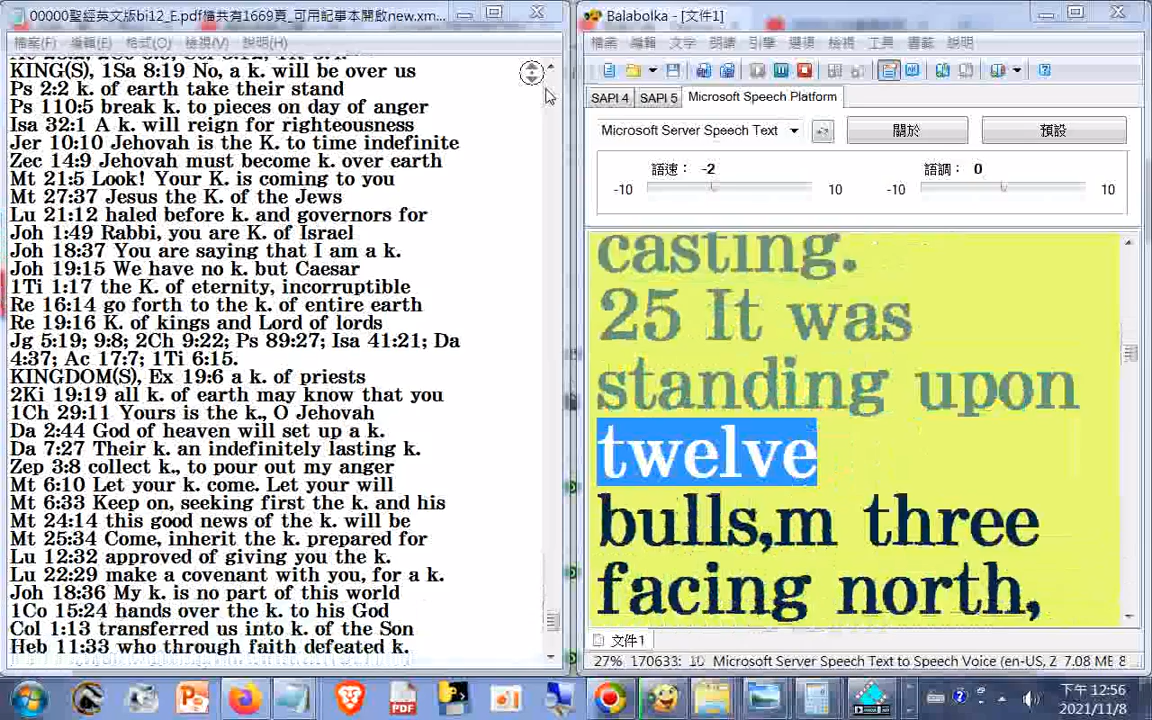 00000聖經英文版bi12_E.pdf檔共有1669頁_可用記事本開啟new.xm...
檔案(F) 編輯(E) 格式(O) 檢視(V) 說明(H)
KING(S), 1Sa 8:19 No, a k. will be over us
Ps 2:2 k. of earth take their stand
Ps 110:5 break k. to pieces on day of anger
Isa 32:1 A k. will reign for righteousness
Jer 10:10 Jehovah is the K. to time indefinite
Zec 14:9 Jehovah must become k. over earth
Mt 21:5 Look! Your K. is coming to you
Mt 27:37 Jesus the K. of the Jews
Lu 21:12 haled before k. and governors for
Joh 1:49 Rabbi, you are K. of Israel
Joh 18:37 You are saying that I am a k.
Joh 19:15 We have no k. but Caesar
1Ti 1:17 the K. of eternity, incorruptible
Re 16:14 go forth to the k. of entire earth
Re 19:16 K. of kings and Lord of lords
Jg 5:19; 9:8; 2Ch 9:22; Ps 89:27; Isa 41:21; Da
4:37; Ac 17:7; 1Ti 6:15.
KINGDOM(S), Ex 19:6 a k. of priests
2Ki 19:19 all k. of earth may know that you
1Ch 29:11 Yours is the k., O Jehovah
Da 2:44 God of heaven will set up a k.
Da 7:27 Their k. an indefinitely lasting k.
Zep 3:8 collect k., to pour out my anger
Mt 6:10 Let your k. come. Let your will
Mt 6:33 Keep on, seeking first the k. and his
Mt 24:14 this good news of the k. will be
Mt 25:34 Come, inherit the k. prepared for
Lu 12:32 approved of giving you the k.
Lu 22:29 make a covenant with you, for a k.
Joh 18:36 My k. is no part of this world
1Co 15:24 hands over the k. to his God
Col 1:13 transferred us into k. of the Son
Heb 11:33 who through faith defeated k.
Balabolka - [文件1]
檔案 編輯 文字 朗讀 引擎 選項 檢視 工具 書籤 說明
SAPI 4 SAPI 5 Microsoft Speech Platform
Microsoft Server Speech Text 關於 預設
語速： -2 語調： 0
-10 10 -10 10
casting.
25 It was
standing upon
twelve
bulls,m three
facing north,
文件1
27% 170633: 10 Microsoft Server Speech Text to Speech Voice (en-US, Z 7.08 MB 8
下午 12:56
2021/11/8